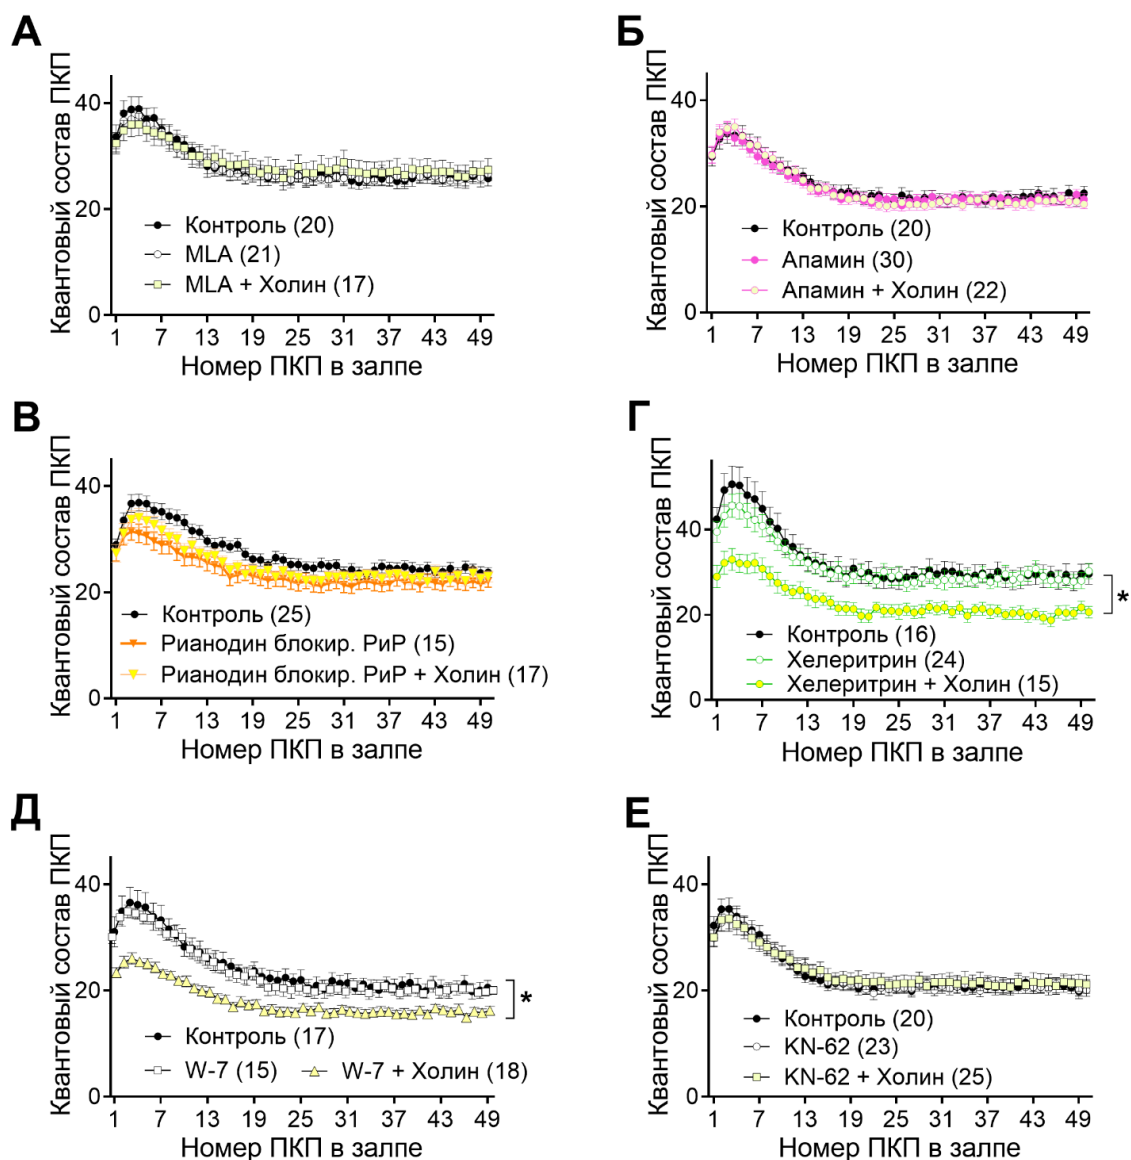 А
Квантовый состав ПКП
40
20
0
Контроль (20)
MLA (21)
MLA + Холин (17)
1 7 13 19 25 31 37 43 49
Номер ПКП в залпе
Б
Квантовый состав ПКП
40
20
0
Контроль (20)
Апамин (30)
Апамин + Холин (22)
1 7 13 19 25 31 37 43 49
Номер ПКП в залпе
В
Квантовый состав ПКП
40
20
0
Контроль (25)
Рианодин блокир. РиР (15)
Рианодин блокир. РиР + Холин (17)
1 7 13 19 25 31 37 43 49
Номер ПКП в залпе
Г
Квантовый состав ПКП
40
20
0
*
Контроль (16)
Хелеритрин (24)
Хелеритрин + Холин (15)
1 7 13 19 25 31 37 43 49
Номер ПКП в залпе
Д
Квантовый состав ПКП
40
20
0
*
Контроль (17)
W-7 (15) W-7 + Холин (18)
1 7 13 19 25 31 37 43 49
Номер ПКП в залпе
Е
Квантовый состав ПКП
40
20
0
Контроль (20)
KN-62 (23)
KN-62 + Холин (25)
1 7 13 19 25 31 37 43 49
Номер ПКП в залпе